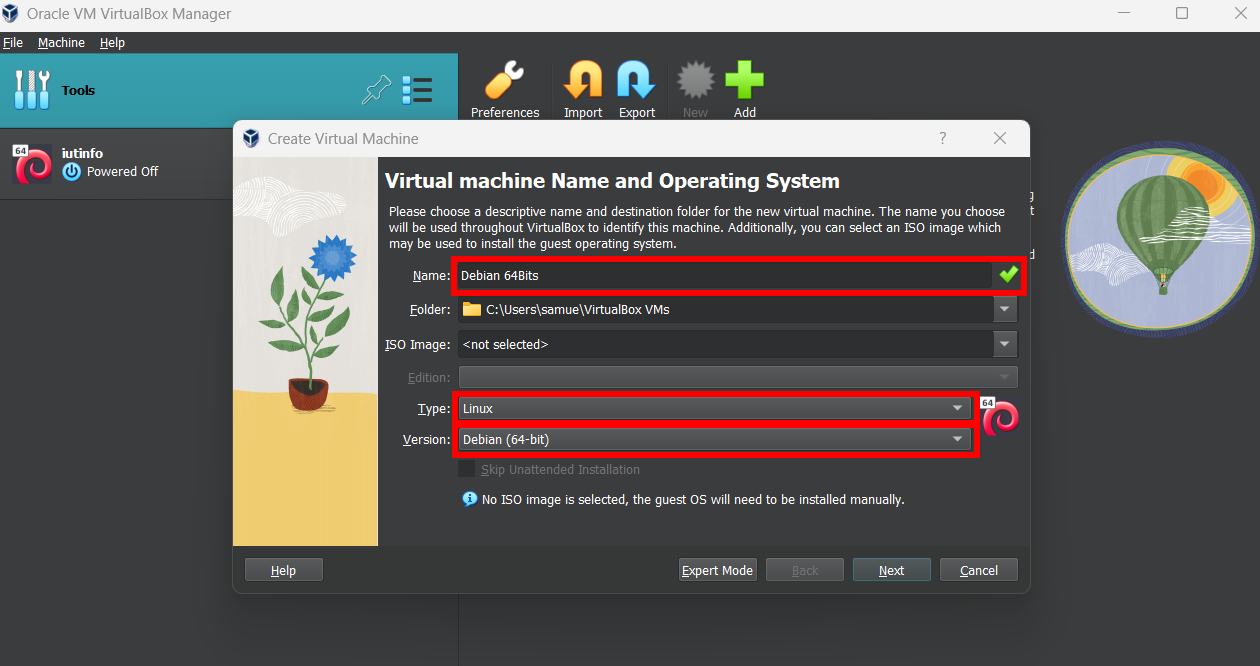 Oracle VM VirtualBox Manager
File Machine Help
Tools
Preferences Import Export New Add
64
iutinfo
Powered Off
Create Virtual Machine
?
Virtual machine Name and Operating System
Please choose a descriptive name and destination folder for the new virtual machine. The name you choose
will be used throughout VirtualBox to identify this machine. Additionally, you can select an ISO image which
may be used to install the guest operating system.
Name: Debian 64Bits
Folder: C:\Users\samue\VirtualBox VMs
ISO Image: <not selected>
Edition:
Type: Linux
64
Version: Debian (64-bit)
Skip Unattended Installation
No ISO image is selected, the guest OS will need to be installed manually.
Help Expert Mode Back Next Cancel